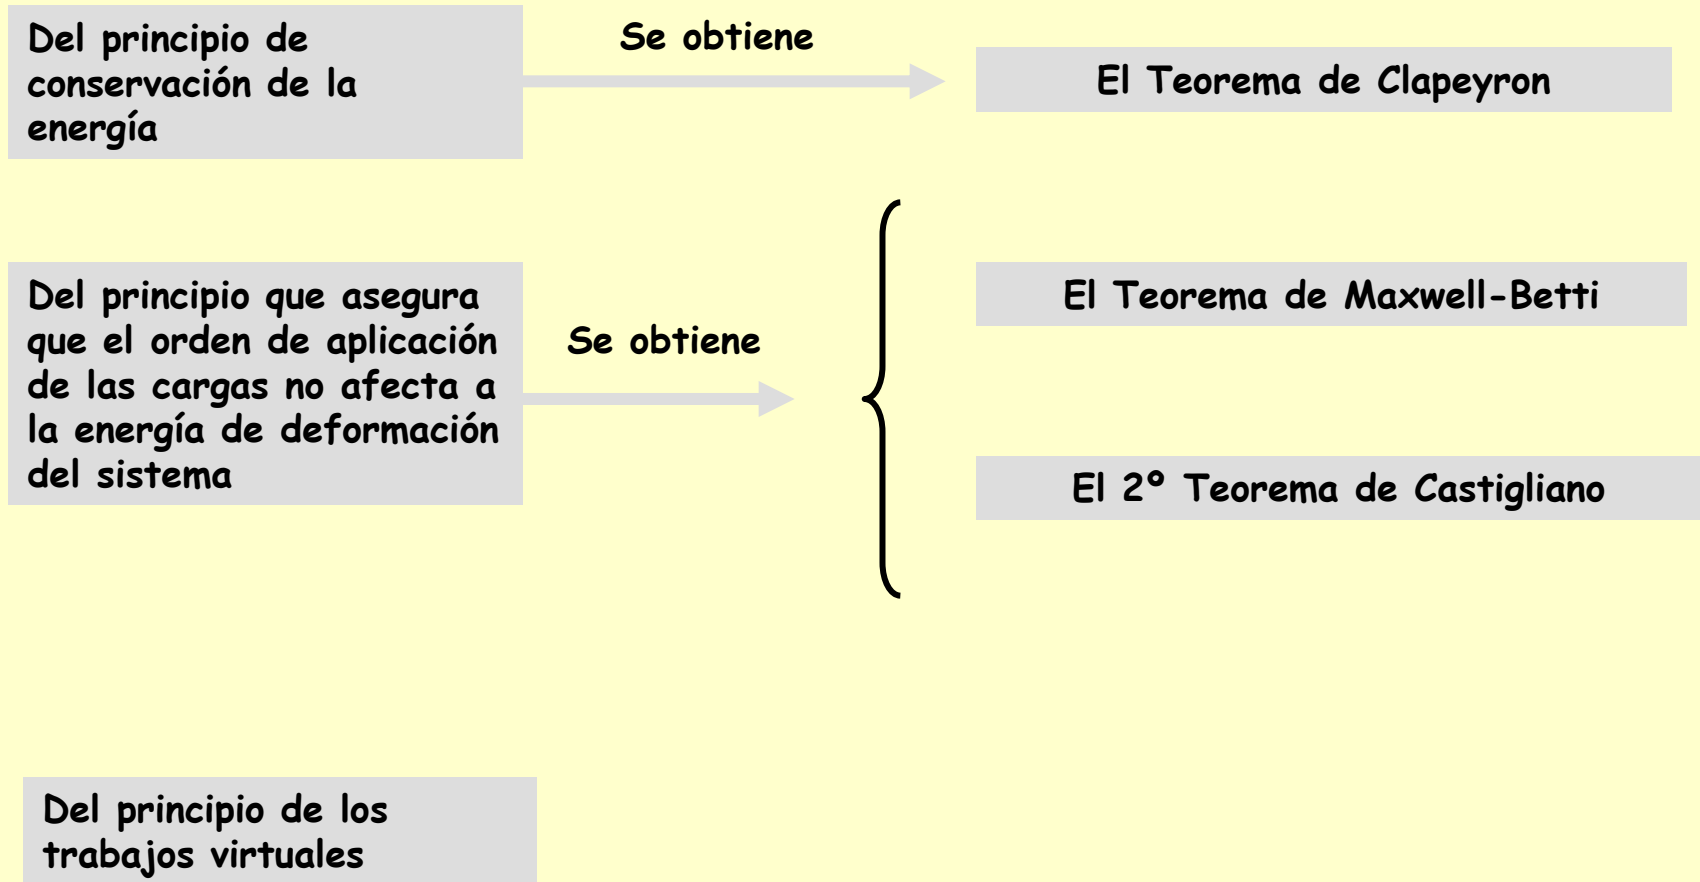 Del principio de
conservación de la
energía
Se obtiene
El Teorema de Clapeyron
Del principio que asegura
que el orden de aplicación
de las cargas no afecta a
la energía de deformación
del sistema
Se obtiene
El Teorema de Maxwell-Betti
El 2º Teorema de Castigliano
Del principio de los
trabajos virtuales